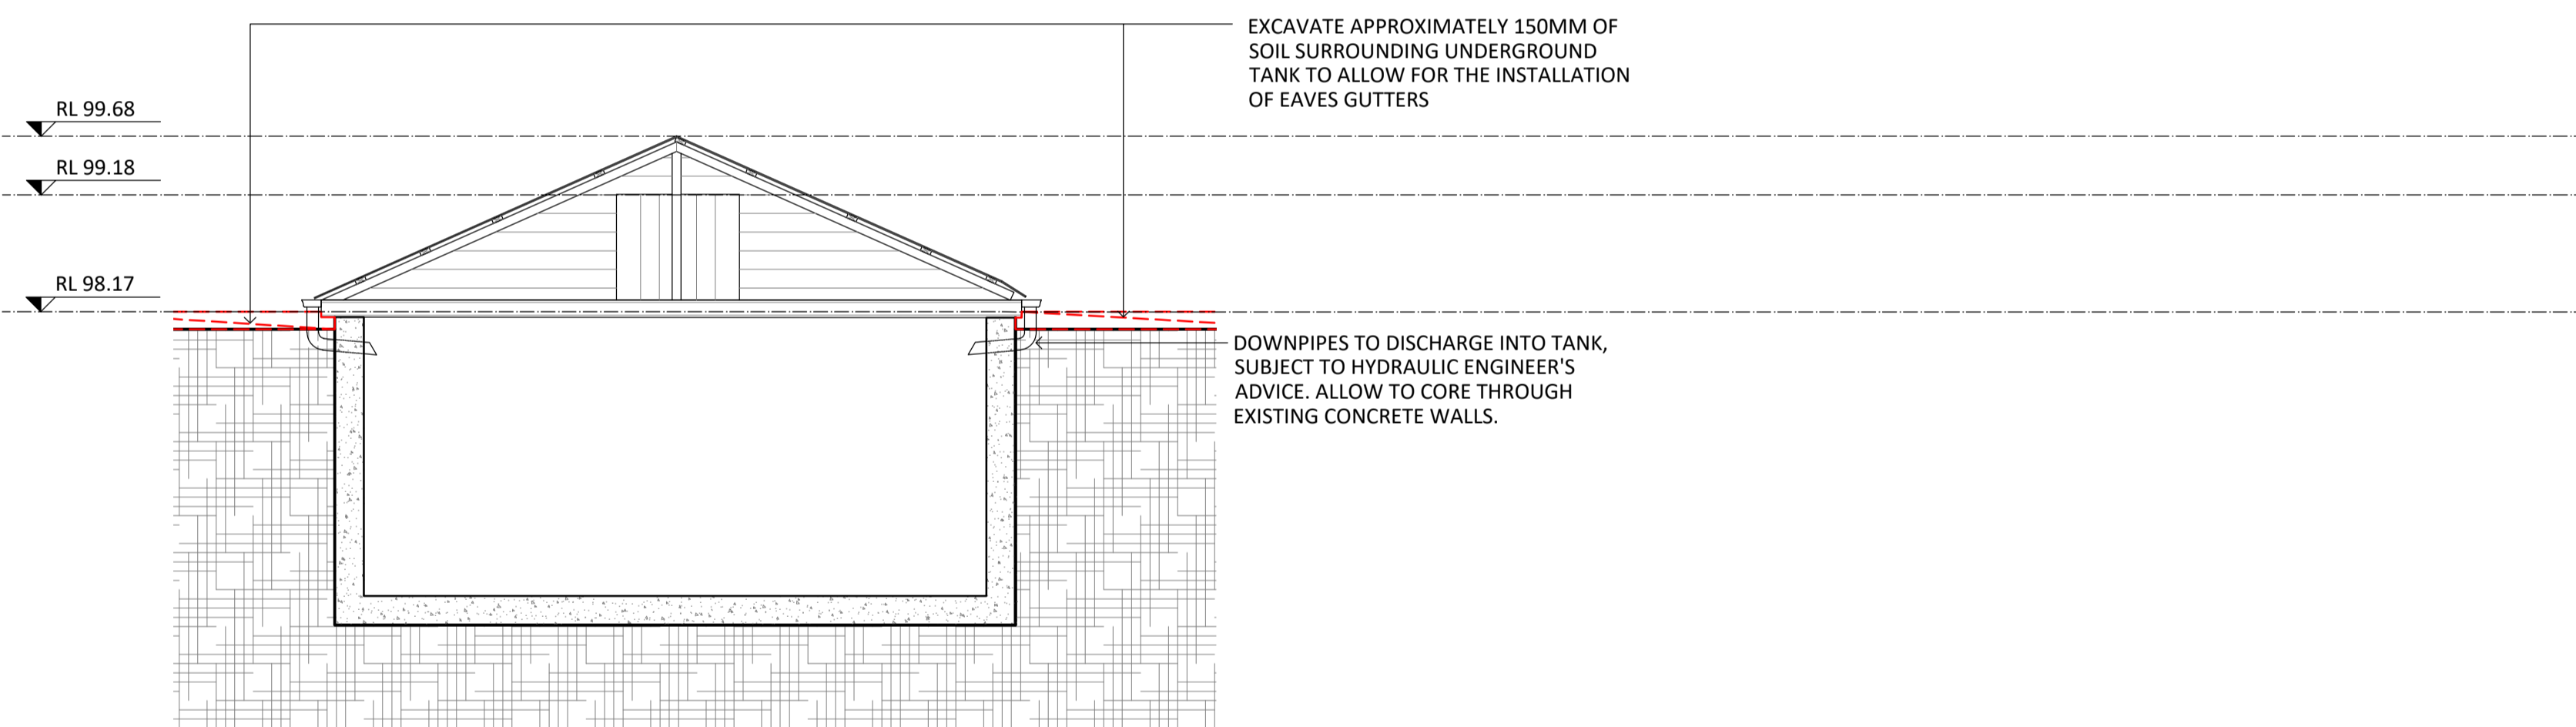 EXCAVATE APPROXIMATELY 150MM OF
SOIL SURROUNDING UNDERGROUND
TANK TO ALLOW FOR THE INSTALLATION
OF EAVES GUTTERS
RL 99.68
RL 99.18
RL 98.17
DOWNPIPES TO DISCHARGE INTO TANK,
SUBJECT TO HYDRAULIC ENGINEER'S
ADVICE. ALLOW TO CORE THROUGH
EXISTING CONCRETE WALLS.